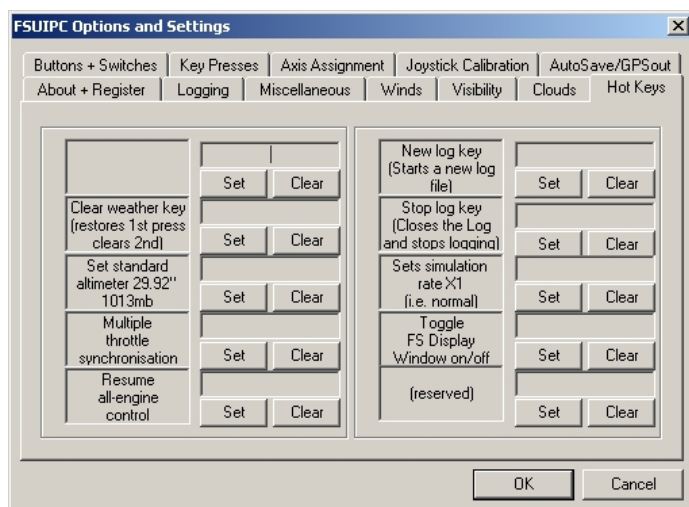 FSUIPC Options and Settings
Buttons + Switches Key Presses Axis Assignment Joystick Calibration AutoSave/GPSout
About + Register Logging Miscellaneous Winds Visibility Clouds Hot Keys
Set Clear
Clear weather key
(restores 1st press
clears 2nd)
Set Clear
Set standard
altimeter 29.92"
1013mb
Set Clear
Multiple
throttle
synchronisation
Set Clear
Resume
all-engine
control
Set Clear
New log key
(Starts a new log
file)
Set Clear
Stop log key
(Closes the Log
and stops logging)
Set Clear
Sets simulation
rate X1
(i.e. normal)
Set Clear
Toggle
FS Display
Window on/off
Set Clear
(reserved)
Set Clear
OK Cancel